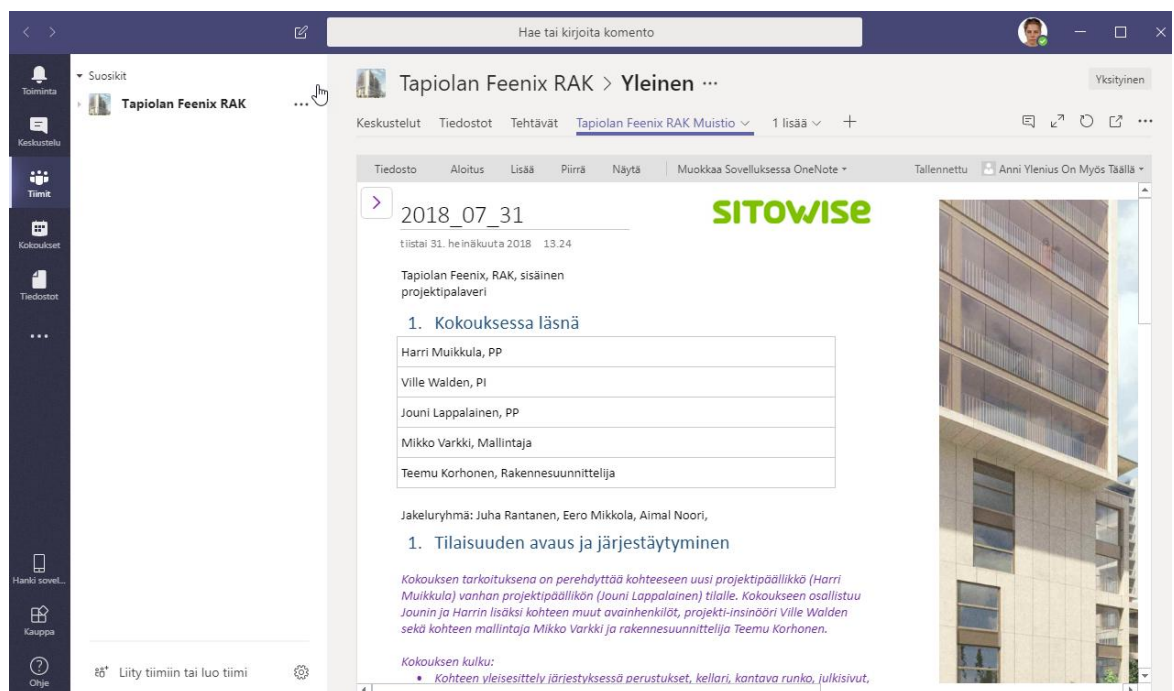 Hae tai kirjoita komento
Toiminta
Keskustelu
Tiimit
Kokoukset
Tiedostot
Hanki sovel...
Kauppa
Ohje
Suosikit
Tapiolan Feenix RAK ...
Liity tiimiin tai luo tiimi
Tapiolan Feenix RAK > Yleinen ...
Yksityinen
Keskustelut Tiedostot Tehtävät Tapiolan Feenix RAK Muistio 1 lisää +
Tiedosto Aloitus Lisää Piirrä Näytä Muokkaa Sovelluksessa OneNote Tallennettu Anni Ylenius On Myös Täällä
2018_07_31
SITOWISE
tiistai 31. heinäkuuta 2018 13.24
Tapiolan Feenix, RAK, sisäinen
projektipalaveri
1. Kokouksessa läsnä
Harri Muikkula, PP
Ville Walden, PI
Jouni Lappalainen, PP
Mikko Varkki, Mallintaja
Teemu Korhonen, Rakennesuunnittelija
Jakeluryhmä: Juha Rantanen, Eero Mikkola, Aimal Noori,
1. Tilaisuuden avaus ja järjestäytyminen
Kokouksen tarkoituksena on perehdyttää kohteeseen uusi projektipäällikkö (Harri
Muikkula) vanhan projektipäällikön (Jouni Lappalainen) tilalle. Kokoukseen osallistuu
Jounin ja Harrin lisäksi kohteen muut avainhenkilöt, projekti-insinööri Ville Walden
sekä kohteen mallintaja Mikko Varkki ja rakennesuunnittelija Teemu Korhonen.
Kokouksen kulku:
• Kohteen yleisesittely järjestyksessä perustukset, kellari, kantava runko, julkisivut,